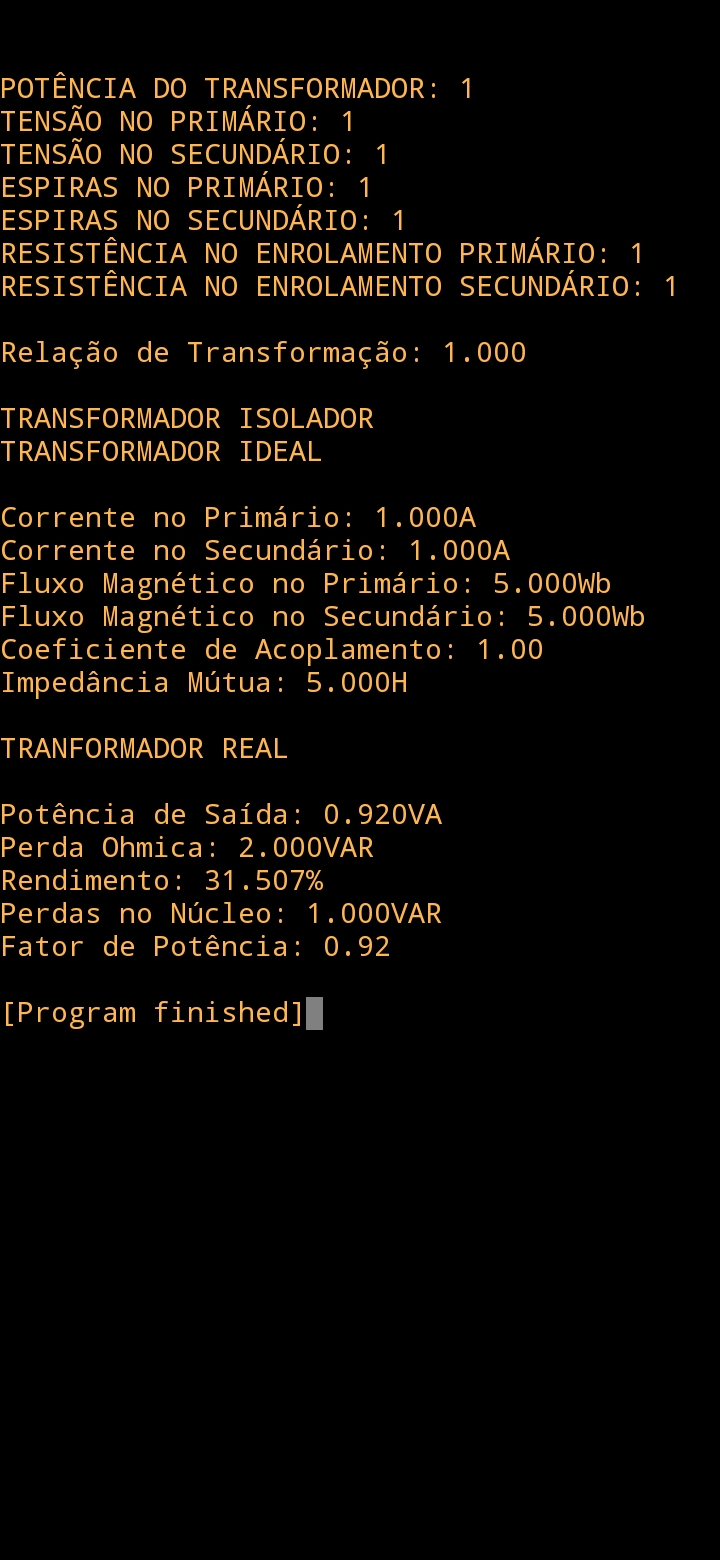 POTÊNCIA DO TRANSFORMADOR: 1
TENSÃO NO PRIMÁRIO: 1
TENSÃO NO SECUNDÁRIO: 1
ESPIRAS NO PRIMÁRIO: 1
ESPIRAS NO SECUNDÁRIO: 1
RESISTÊNCIA NO ENROLAMENTO PRIMÁRIO: 1
RESISTÊNCIA NO ENROLAMENTO SECUNDÁRIO: 1
Relação de Transformação: 1.000
TRANSFORMADOR ISOLADOR
TRANSFORMADOR IDEAL
Corrente no Primário: 1.000A
Corrente no Secundário: 1.000A
Fluxo Magnético no Primário: 5.000Wb
Fluxo Magnético no Secundário: 5.000Wb
Coeficiente de Acoplamento: 1.00
Impedância Mútua: 5.000H
TRANFORMADOR REAL
Potência de Saída: 0.920VA
Perda Ohmica: 2.000VAR
Rendimento: 31.507%
Perdas no Núcleo: 1.000VAR
Fator de Potência: 0.92
[Program finished]